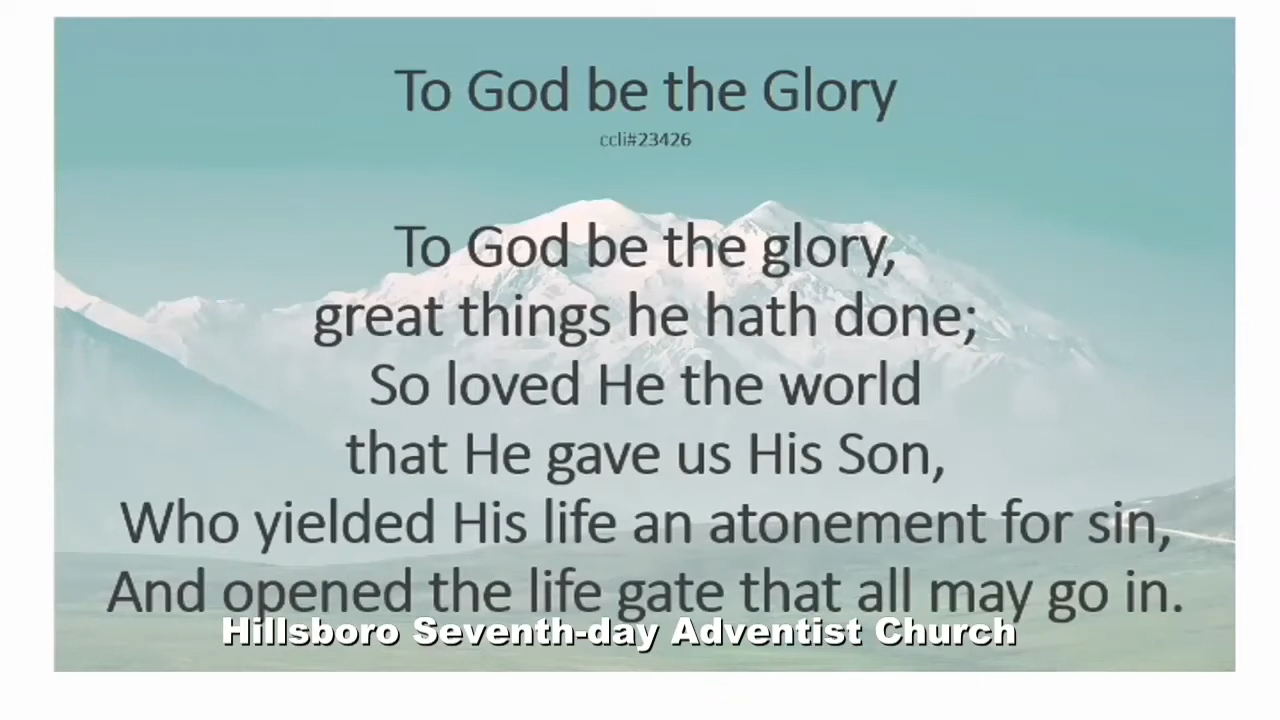 To God be the Glory
ccli#23426
To God be the glory,
great things he hath done;
So loved He the world
that He gave us His Son,
Who yielded His life an atonement for sin,
And opened the life gate that all may go in.
Hillsboro Seventh-day Adventist Church